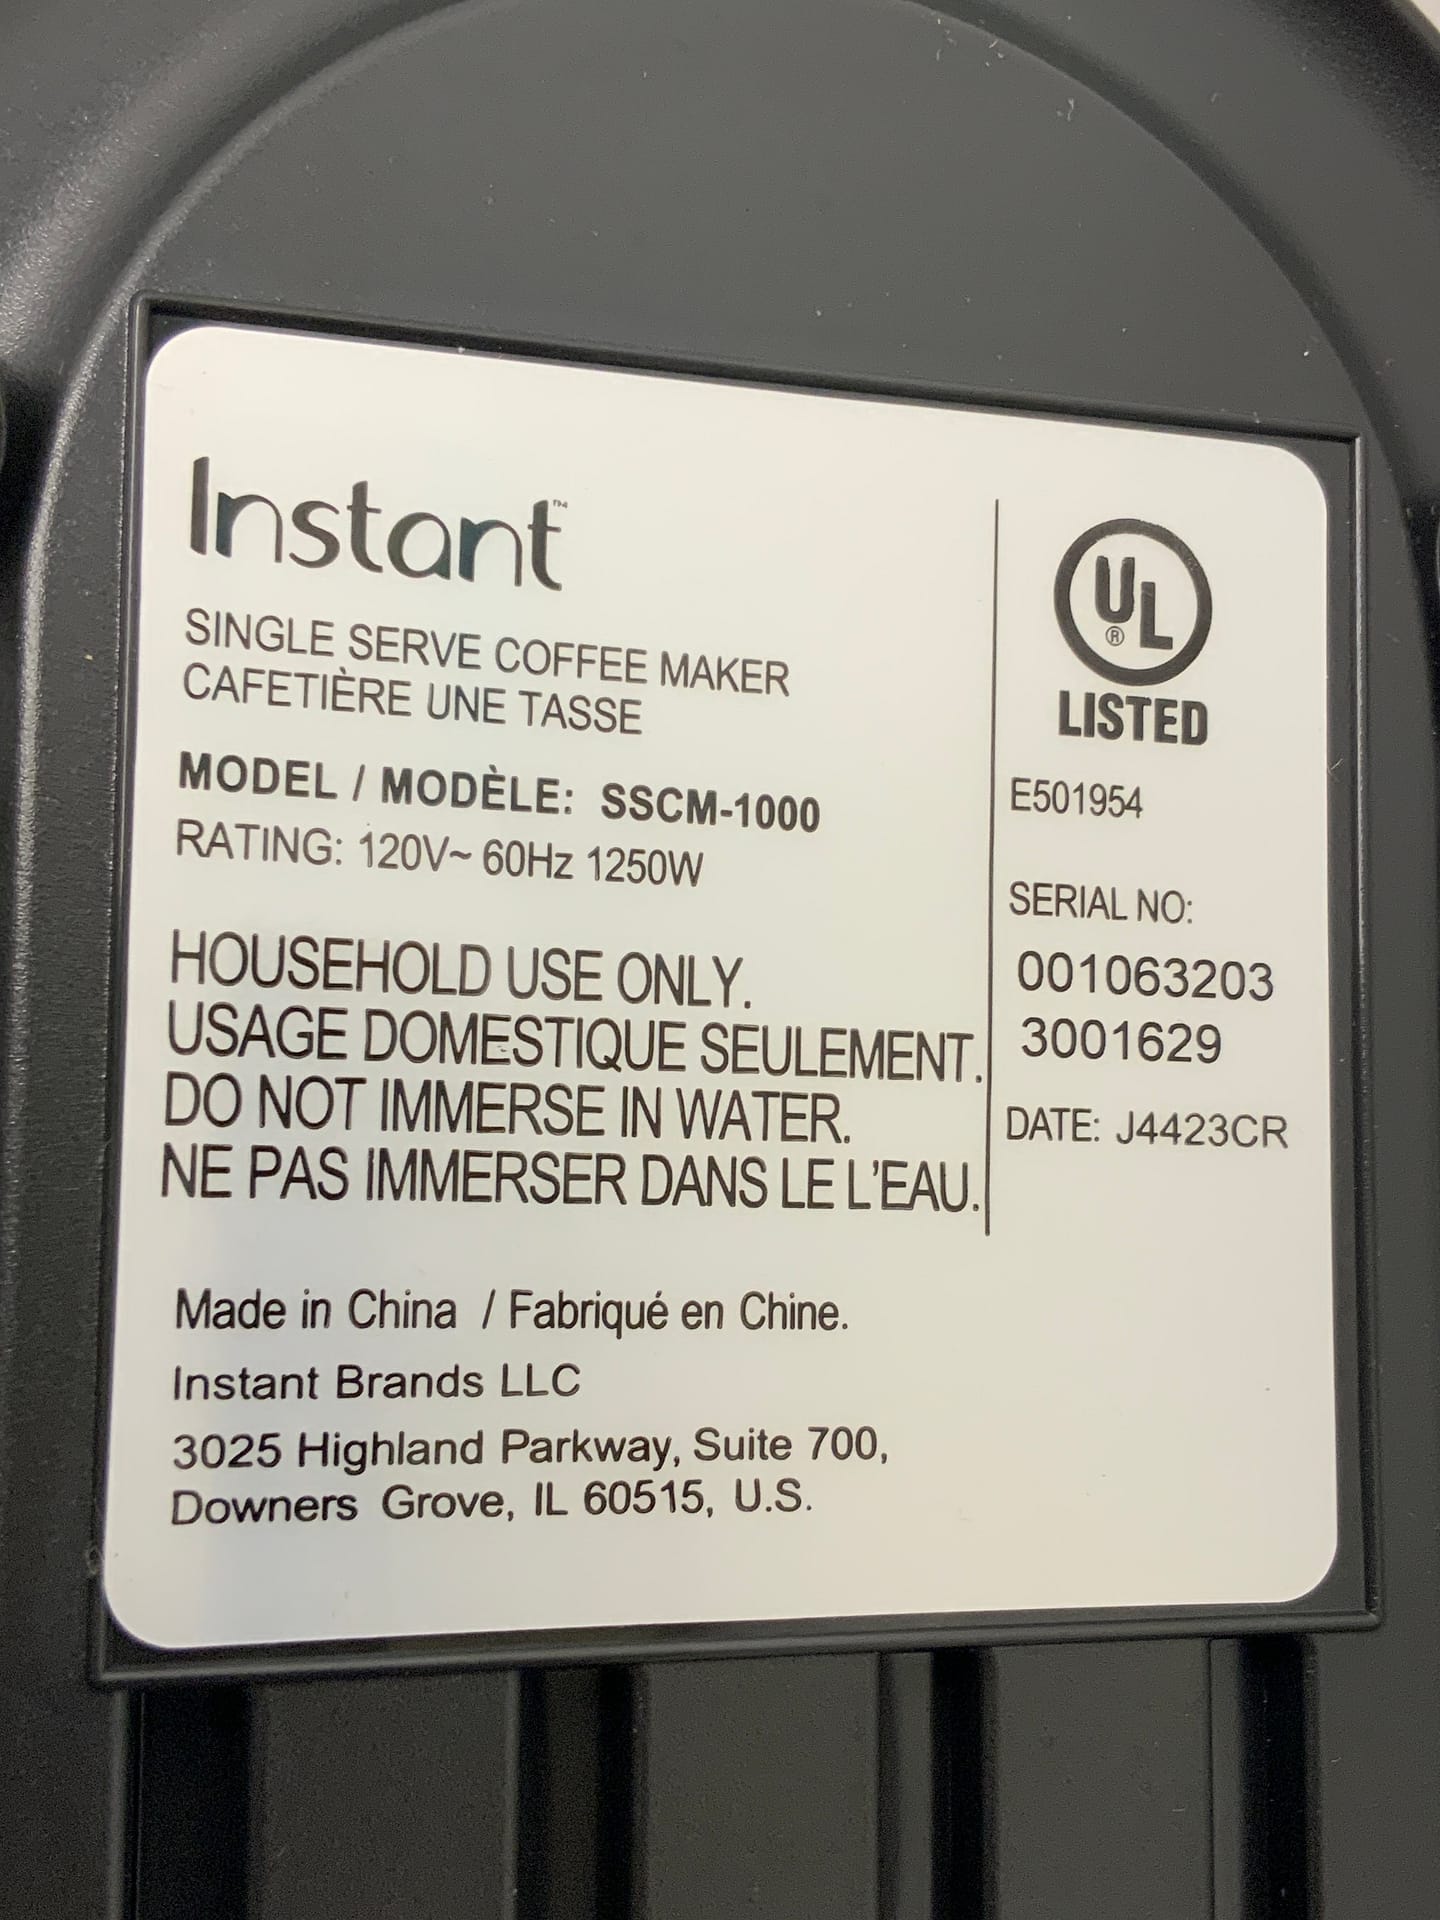 Instant™
SINGLE SERVE COFFEE MAKER
CAFETIÈRE UNE TASSE
MODEL / MODÈLE: SSCM-1000
RATING: 120V~ 60Hz 1250W
HOUSEHOLD USE ONLY.
USAGE DOMESTIQUE SEULEMENT.
DO NOT IMMERSE IN WATER.
NE PAS IMMERSER DANS LE L'EAU.
UL®
LISTED
E501954
SERIAL NO:
001063203
3001629
DATE: J4423CR
Made in China / Fabriqué en Chine.
Instant Brands LLC
3025 Highland Parkway, Suite 700,
Downers Grove, IL 60515, U.S.